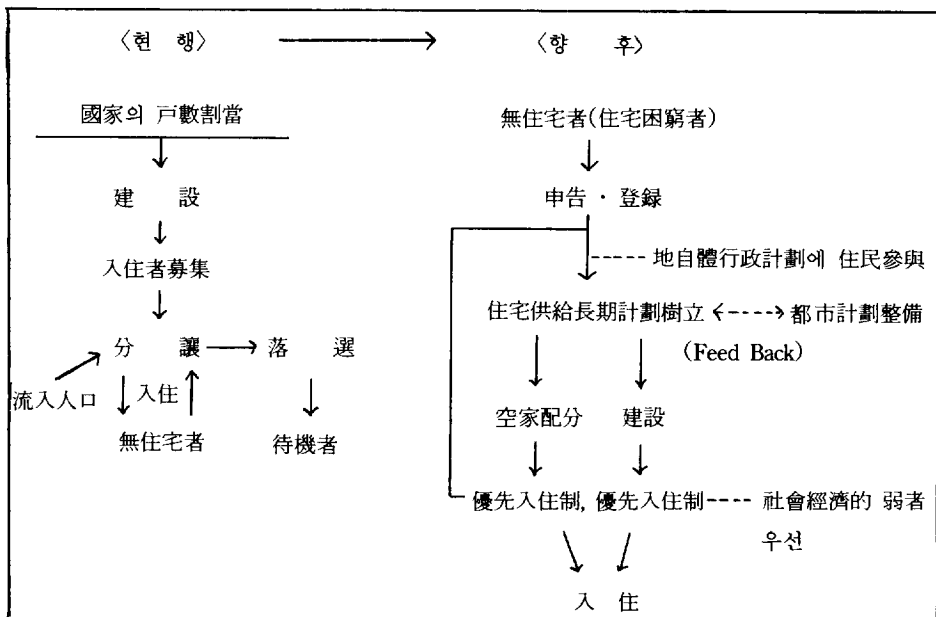 〈현 행〉 〈향 후〉
國家의 戸數割當
建 設
入住者募集
分 讓 落 選
流入人口 入住
無住宅者 待機者
無住宅者(住宅困窮者)
申告 · 登録
地自體行政計劃에 住民參與
住宅供給長期計劃樹立 都市計劃整備
(Feed Back)
空家配分 建設
優先入住制, 優先入住制 社會經濟的 弱者
우선
入 住